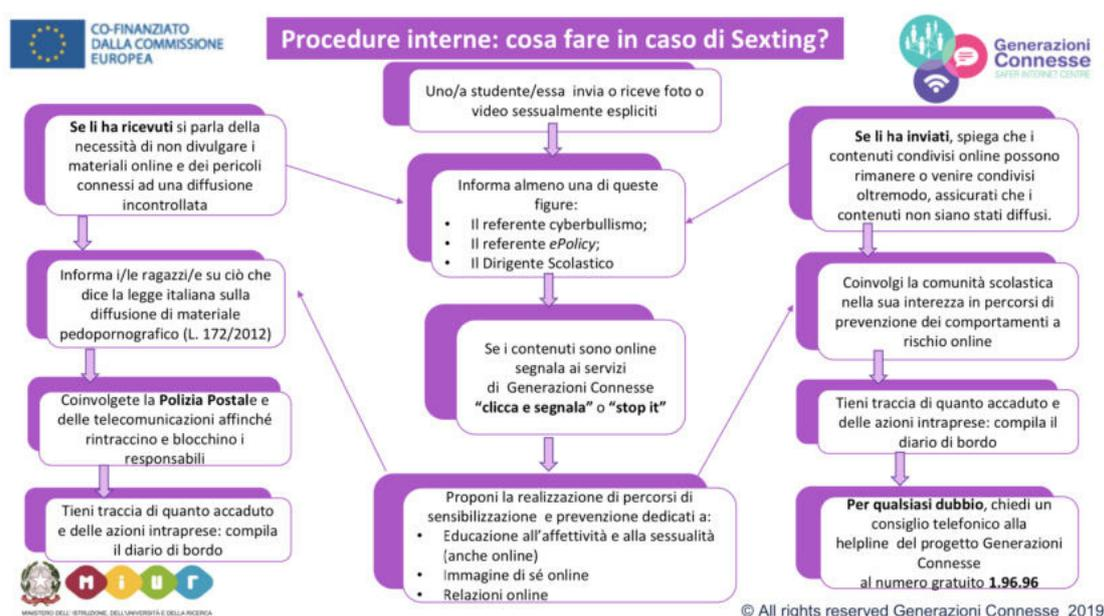 CO-FINANZIATO
DALLA COMMISSIONE
EUROPEA
Procedure interne: cosa fare in caso di Sexting?
Generazioni
Connesse
SAFER INTERNET CENTRE
Uno/a studente/essa invia o riceve foto o
video sessualmente espliciti
Se li ha ricevuti si parla della
necessità di non divulgare i
materiali online e dei pericoli
connessi ad una diffusione
incontrollata
Informa i/le ragazzi/e su ciò che
dice la legge italiana sulla
diffusione di materiale
pedopornografico (L. 172/2012)
Coinvolgete la Polizia Postale e
delle telecomunicazioni affinché
rintraccino e blocchino i
responsabili
Tieni traccia di quanto accaduto
e delle azioni intraprese: compila
il diario di bordo
Informa almeno una di queste
figure:
• Il referente cyberbullismo;
• Il referente ePolicy;
• Il Dirigente Scolastico
Se i contenuti sono online
segnala ai servizi
di Generazioni Connesse
“clicca e segnala” o “stop it”
Proponi la realizzazione di percorsi di
sensibilizzazione e prevenzione dedicati a:
• Educazione all’affettività e alla sessualità
(anche online)
• Immagine di sé online
• Relazioni online
Se li ha inviati, spiega che i
contenuti condivisi online possono
rimanere o venire condivisi
oltremodo, assicurati che i
contenuti non siano stati diffusi.
Coinvolgi la comunità scolastica
nella sua interezza in percorsi di
prevenzione dei comportamenti a
rischio online
Tieni traccia di quanto accaduto e
delle azioni intraprese: compila il
diario di bordo
Per qualsiasi dubbio, chiedi un
consiglio telefonico alla
helpline del progetto Generazioni
Connesse
al numero gratuito 1.96.96
MIUR
MINISTERO DELL'ISTRUZIONE, DELL'UNIVERSITÀ E DELLA RICERCA
© All rights reserved Generazioni Connesse 2019